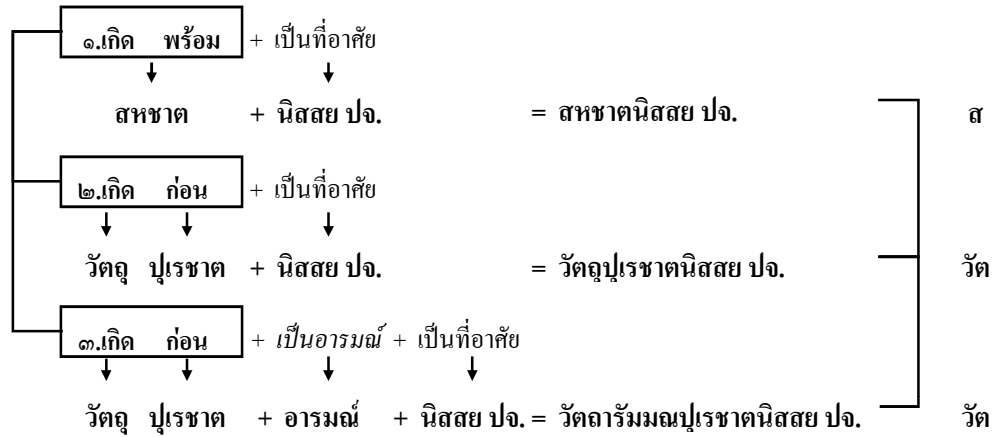 ๑.เกิด พร้อม + เป็นที่อาศัย
สหชาต + นิสสย ปจ. = สหชาตนิสสย ปจ. ส
๒.เกิด ก่อน + เป็นที่อาศัย
วัตถุ ปุเรชาต + นิสสย ปจ. = วัตถุปุเรชาตนิสสย ปจ. วัต
๓.เกิด ก่อน + เป็นอารมณ์ + เป็นที่อาศัย
วัตถุ ปุเรชาต + อารมณ์ + นิสสย ปจ. = วัตถารัมมณปุเรชาตนิสสย ปจ. วัต